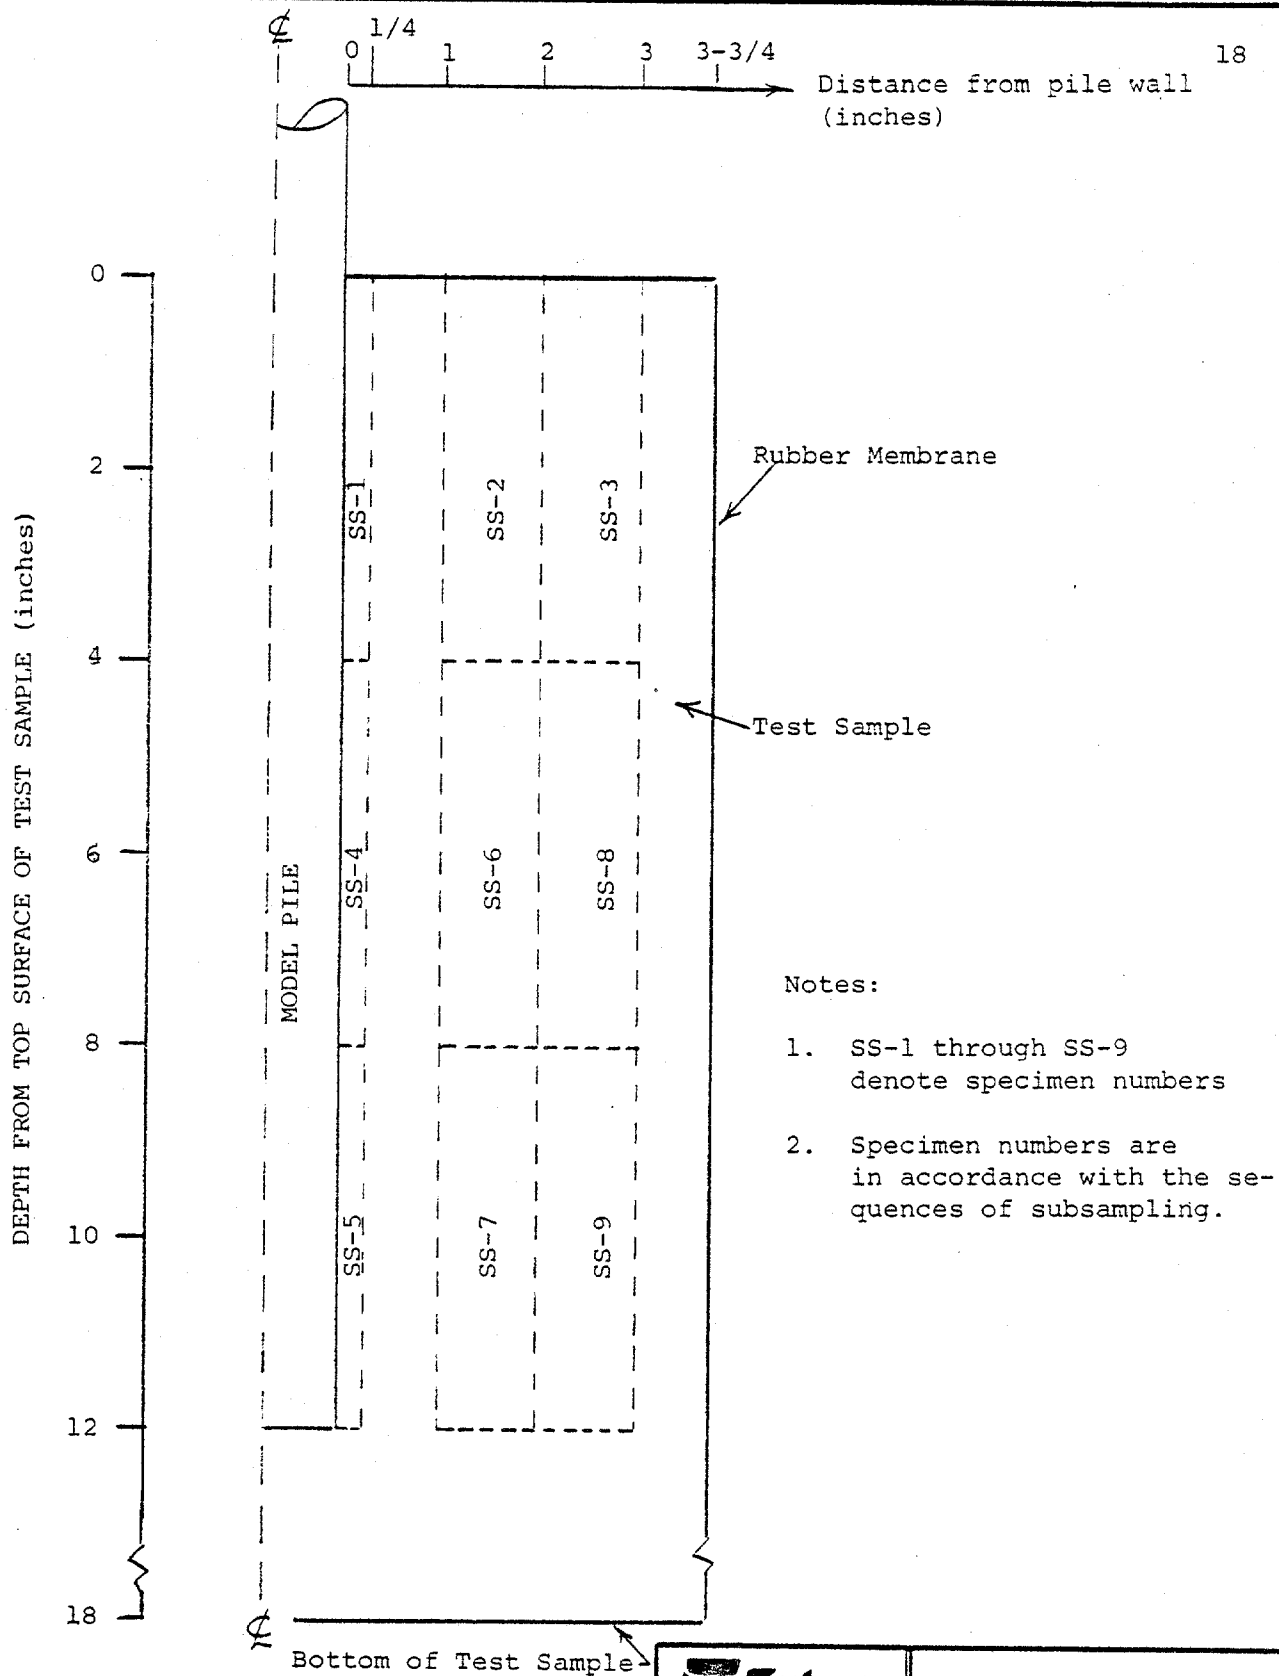 ℄
0 1/4 1 2 3 3-3/4
18
Distance from pile wall
(inches)
0
2
4
6
8
10
12
18
DEPTH FROM TOP SURFACE OF TEST SAMPLE (inches)
MODEL PILE
SS-1
SS-2
SS-3
SS-4
SS-6
SS-8
SS-5
SS-7
SS-9
Rubber Membrane
Test Sample
Notes:
1. SS-1 through SS-9
denote specimen numbers
2. Specimen numbers are
in accordance with the se-
quences of subsampling.
℄
Bottom of Test Sample